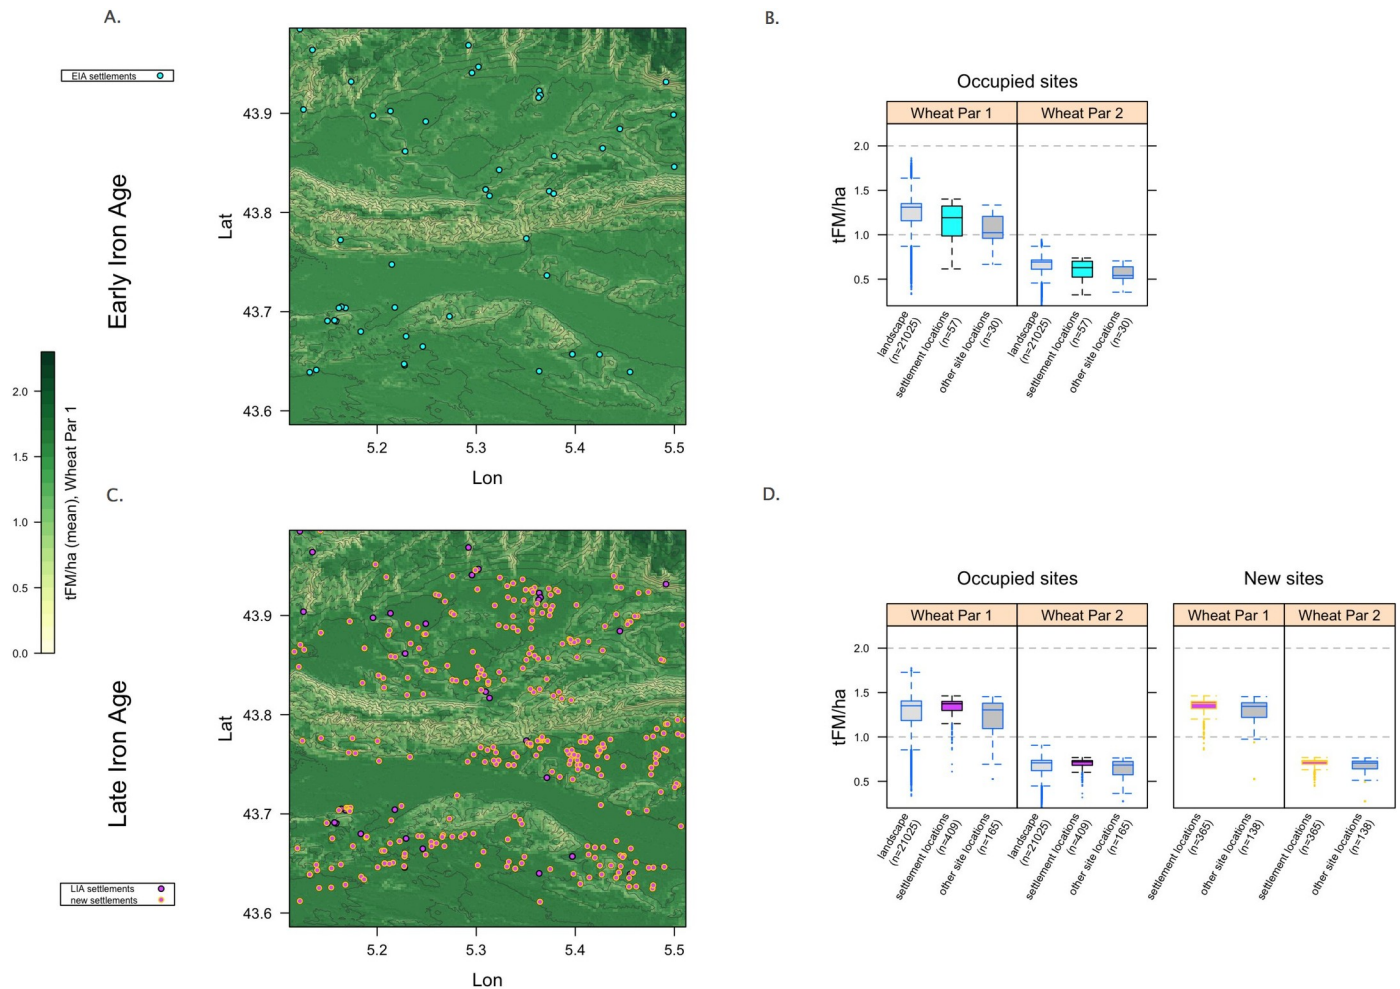 A.
EIA settlements
Early Iron Age
Lat
43.9
43.8
43.7
43.6
5.2
5.3
5.4
5.5
Lon
B.
Occupied sites
Wheat Par 1
Wheat Par 2
tFM/ha
2.0
1.5
1.0
0.5
landscape
(n=21025)
settlement locations
(n=57)
other site locations
(n=30)
landscape
(n=21025)
settlement locations
(n=57)
other site locations
(n=30)
2.0
1.5
1.0
0.5
0.0
tFM/ha (mean), Wheat Par 1
C.
Late Iron Age
LIA settlements
new settlements
Lat
43.9
43.8
43.7
43.6
5.2
5.3
5.4
5.5
Lon
D.
Occupied sites
Wheat Par 1
Wheat Par 2
tFM/ha
2.0
1.5
1.0
0.5
landscape
(n=21025)
settlement locations
(n=409)
other site locations
(n=165)
landscape
(n=21025)
settlement locations
(n=409)
other site locations
(n=165)
New sites
Wheat Par 1
Wheat Par 2
settlement locations
(n=365)
other site locations
(n=138)
settlement locations
(n=365)
other site locations
(n=138)